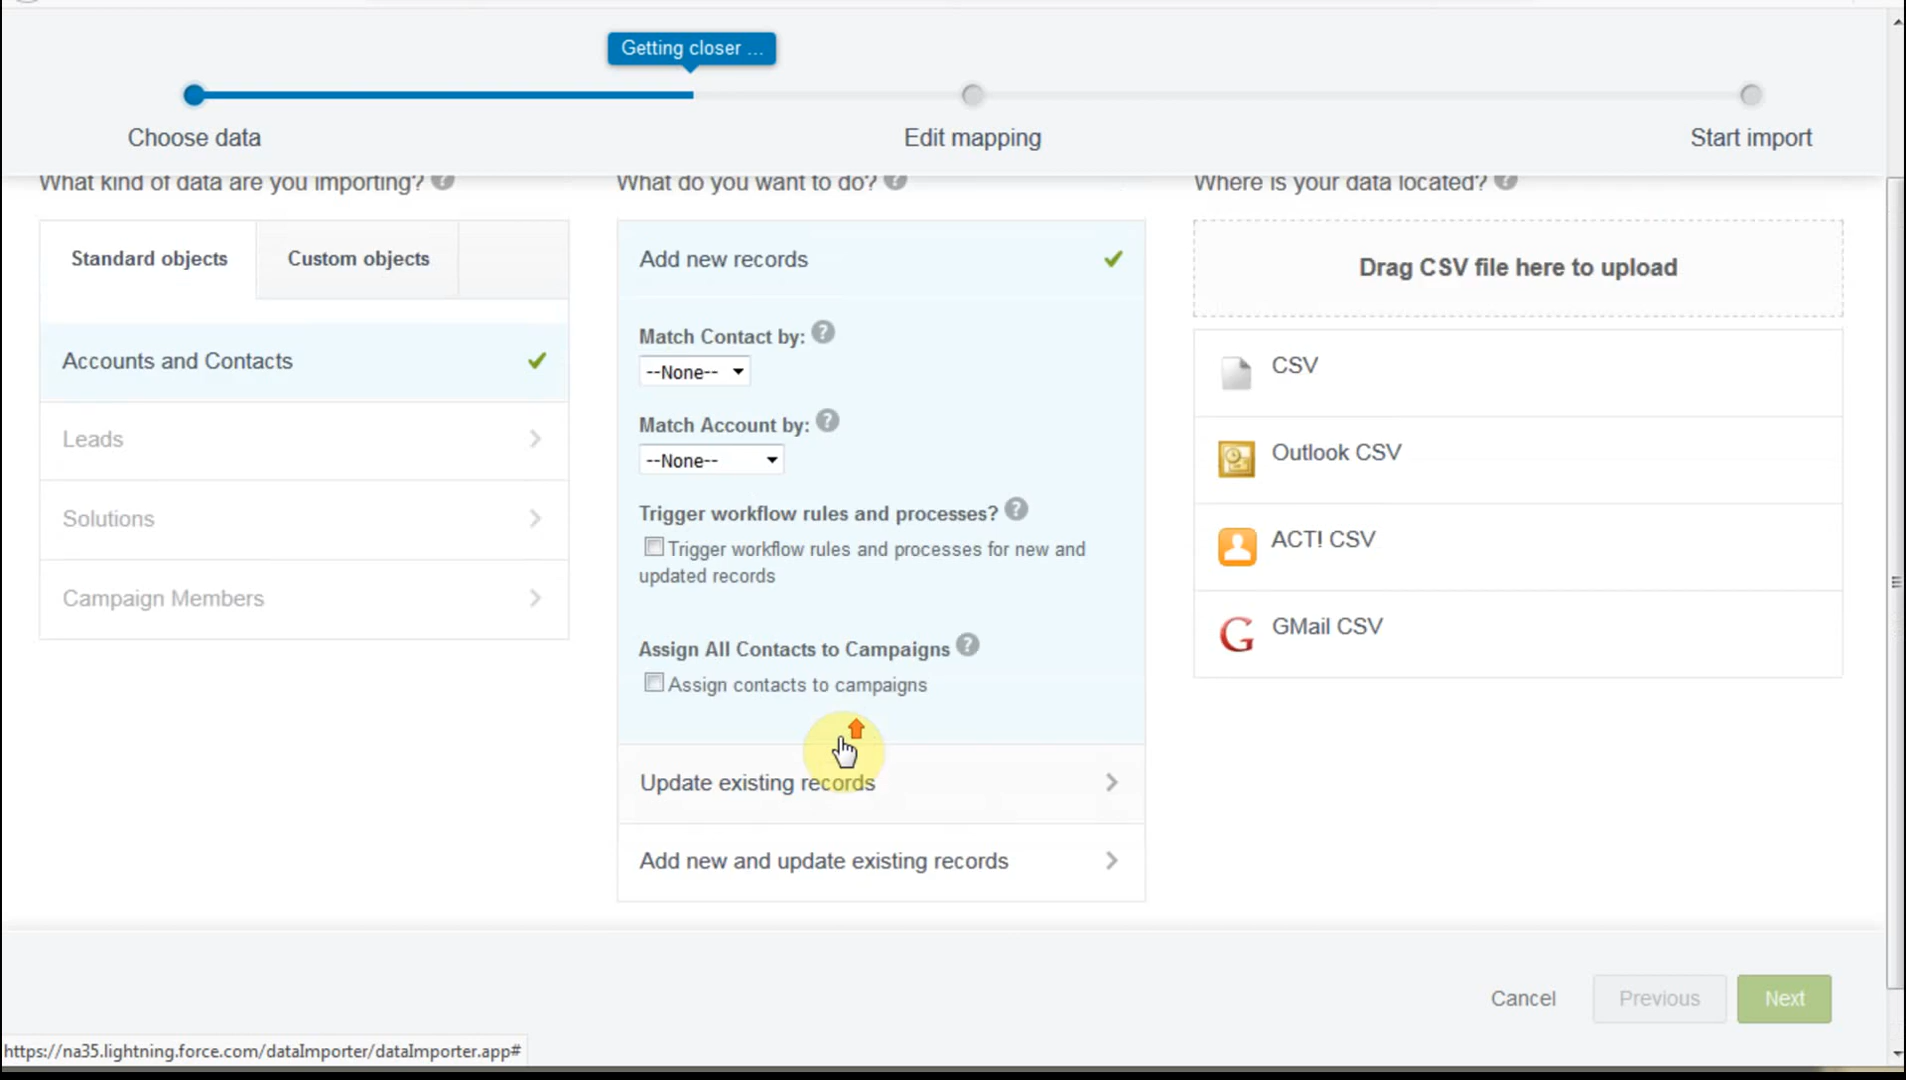 Getting closer ...
Choose data
Edit mapping
Start import
What kind of data are you importing? ?
What do you want to do? ?
Where is your data located? ?
Standard objects
Custom objects
Accounts and Contacts
Leads
Solutions
Campaign Members
Add new records
Match Contact by: ?
--None--
Match Account by: ?
--None--
Trigger workflow rules and processes? ?
Trigger workflow rules and processes for new and
updated records
Assign All Contacts to Campaigns ?
Assign contacts to campaigns
Update existing records
Add new and update existing records
Drag CSV file here to upload
CSV
Outlook CSV
ACT! CSV
G
GMail CSV
Cancel
Previous
Next
https://na35.lightning.force.com/dataImporter/dataImporter.app#